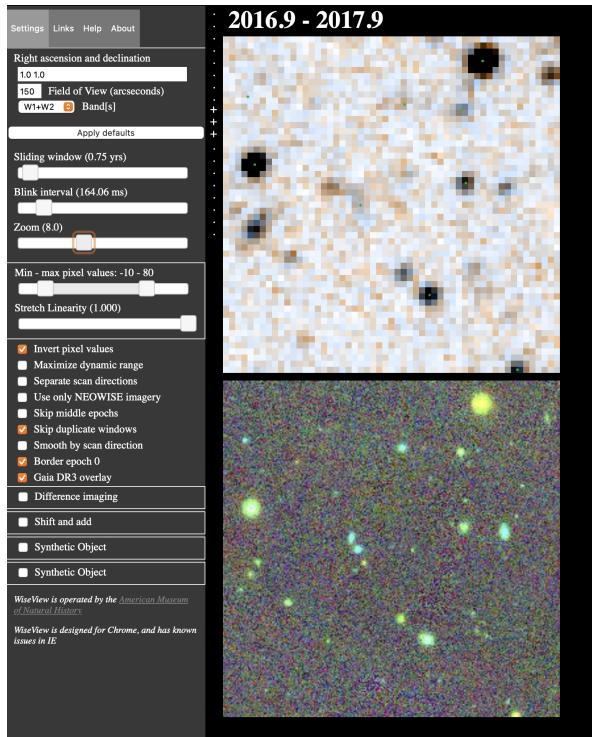 Settings Links Help About
2016.9 - 2017.9
Right ascension and declination
1.0 1.0
150 Field of View (arcseconds)
W1+W2 Band[s]
Apply defaults
Sliding window (0.75 yrs)
Blink interval (164.06 ms)
Zoom (8.0)
Min - max pixel values: -10 - 80
Stretch Linearity (1.000)
Invert pixel values
Maximize dynamic range
Separate scan directions
Use only NEOWISE imagery
Skip middle epochs
Skip duplicate windows
Smooth by scan direction
Border epoch 0
Gaia DR3 overlay
Difference imaging
Shift and add
Synthetic Object
Synthetic Object
WiseView is operated by the American Museum
of Natural History
WiseView is designed for Chrome, and has known
issues in IE